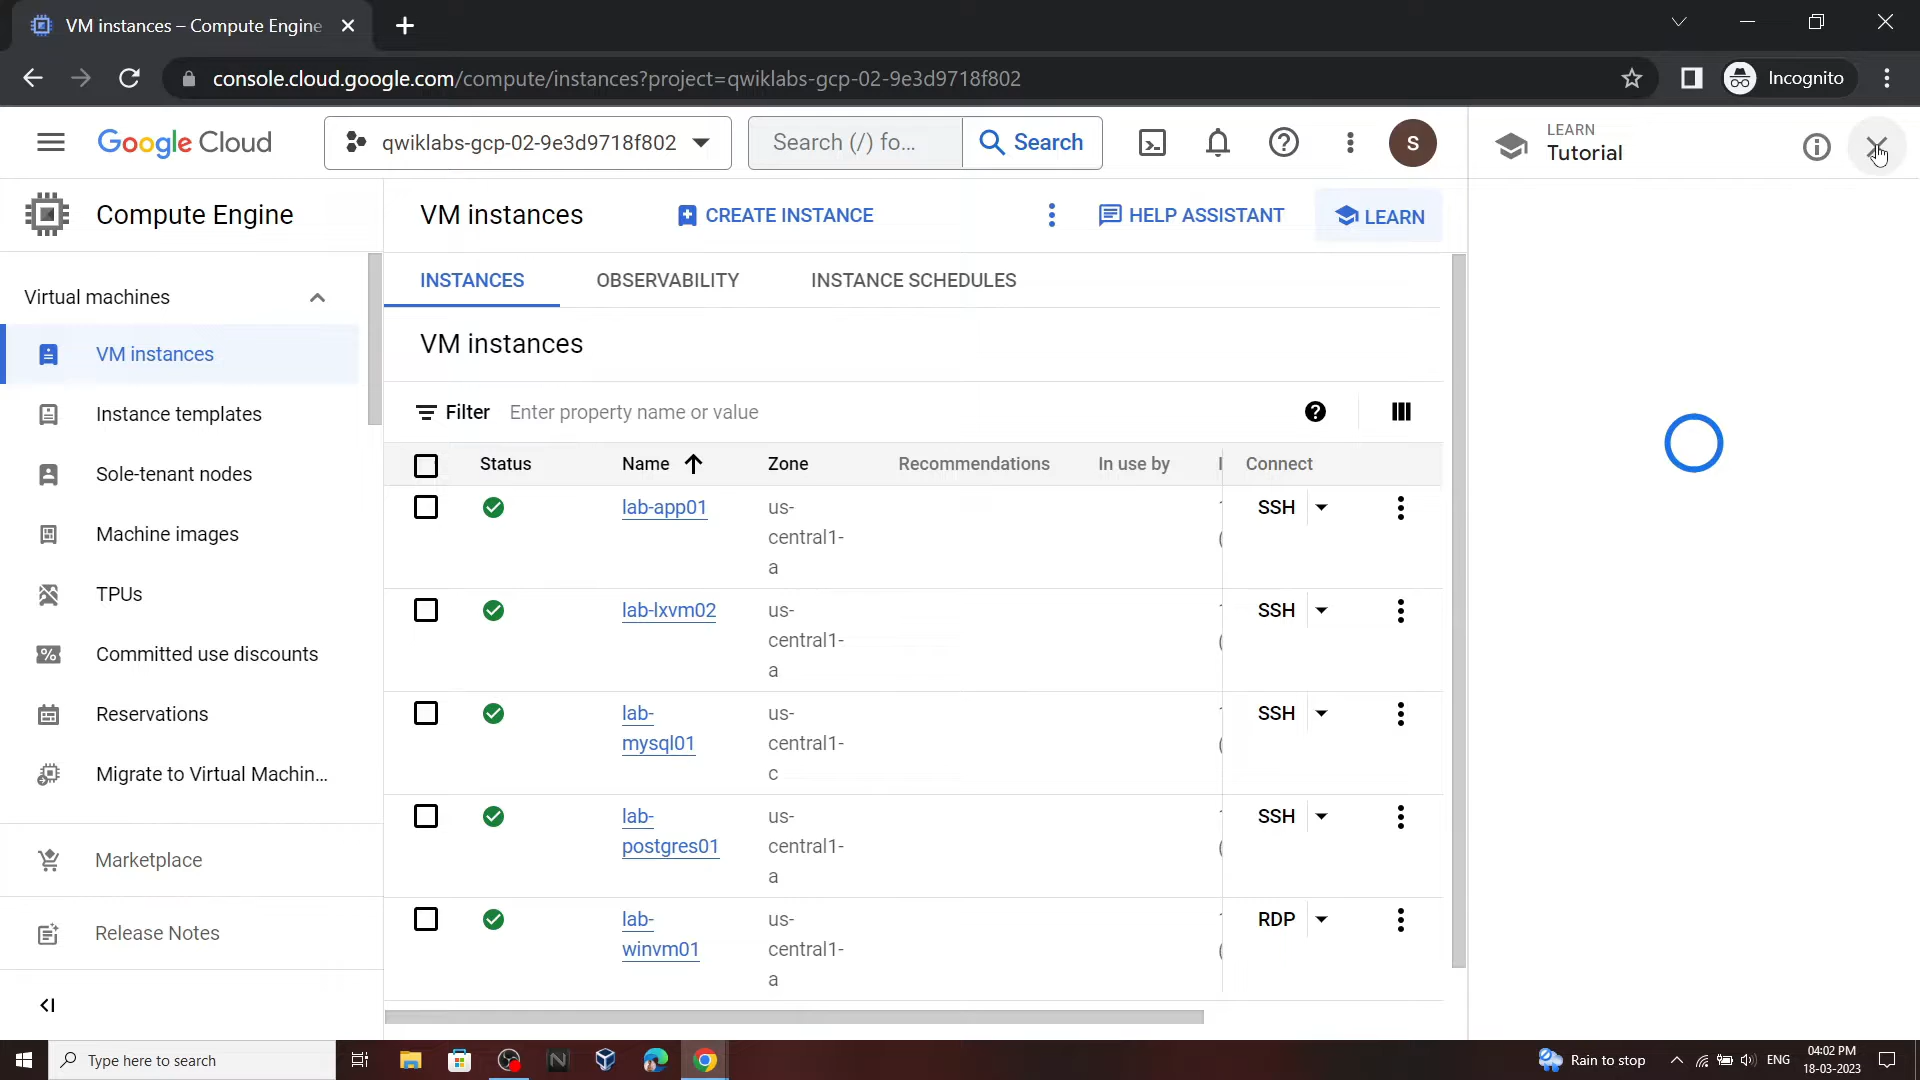 VM instances – Compute Engine
console.cloud.google.com/compute/instances?project=qwiklabs-gcp-02-9e3d9718f802
Incognito
Google Cloud
qwiklabs-gcp-02-9e3d9718f802
Search (/) fo...
Search
S
LEARN
Tutorial
Compute Engine
VM instances
CREATE INSTANCE
HELP ASSISTANT
LEARN
Virtual machines
VM instances
Instance templates
Sole-tenant nodes
Machine images
TPUs
Committed use discounts
Reservations
Migrate to Virtual Machin...
Marketplace
Release Notes
INSTANCES
OBSERVABILITY
INSTANCE SCHEDULES
VM instances
Filter
Enter property name or value
Status
Name
Zone
Recommendations
In use by
Connect
lab-app01
us-
central1-
a
SSH
lab-lxvm02
us-
central1-
a
SSH
lab-
mysql01
us-
central1-
c
SSH
lab-
postgres01
us-
central1-
a
SSH
lab-
winvm01
us-
central1-
a
RDP
Type here to search
Rain to stop
ENG
04:02 PM
18-03-2023